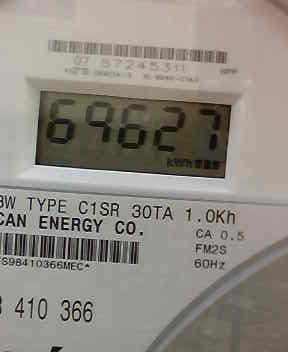 07 57245311
69627
kWh
3W TYPE C1SR 30TA 1.0Kh
CAN ENERGY CO.
CA 0.5
FM2S
60Hz
S98410366MEC*
410 366